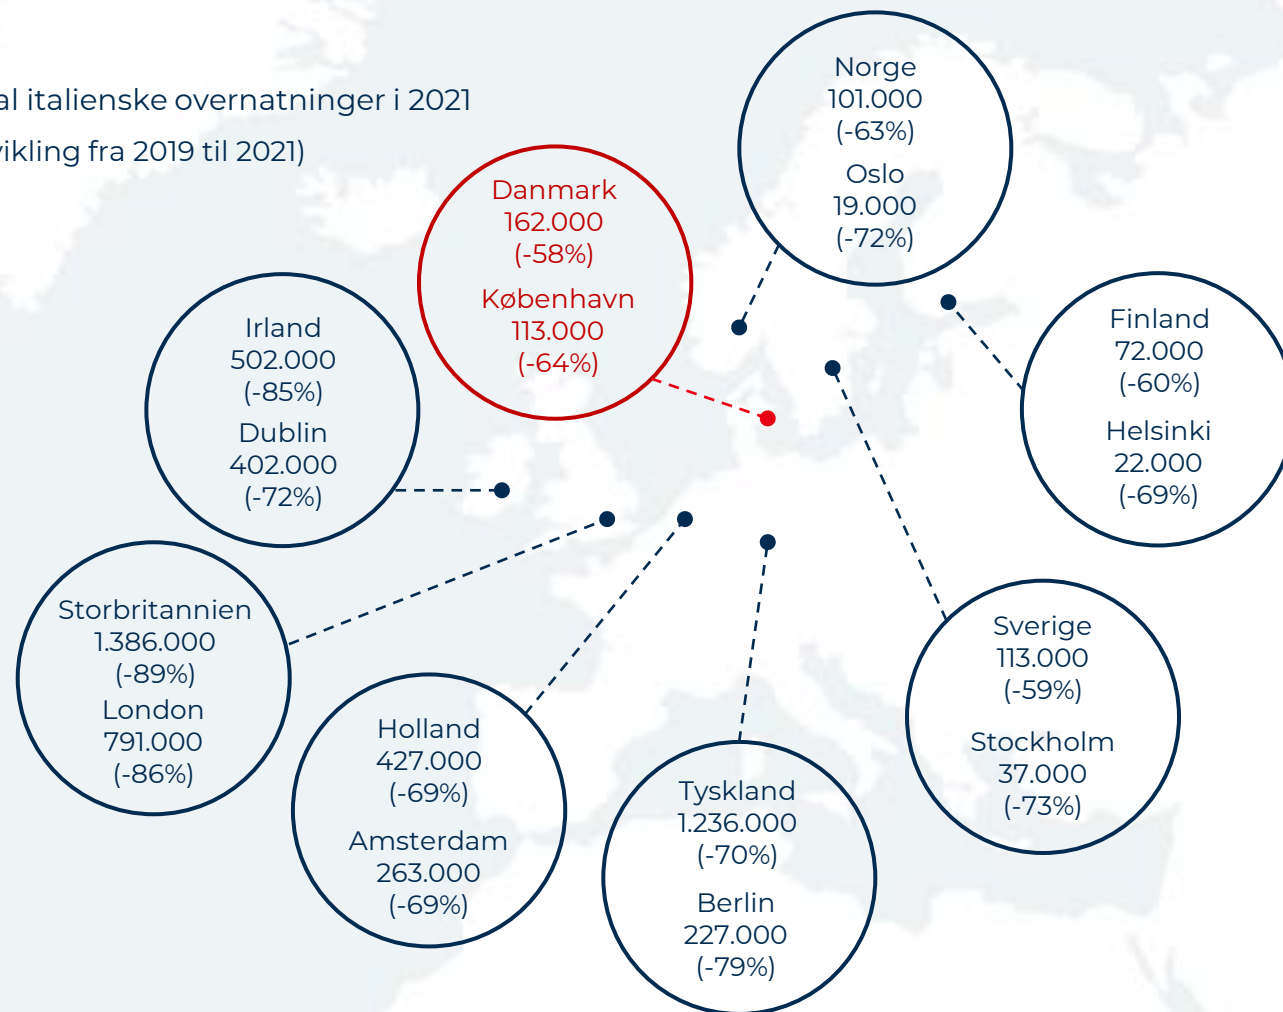 al italienske overnatninger i 2021
vikling fra 2019 til 2021)
Norge
101.000
(-63%)
Oslo
19.000
(-72%)
Danmark
162.000
(-58%)
København
113.000
(-64%)
Irland
502.000
(-85%)
Dublin
402.000
(-72%)
Finland
72.000
(-60%)
Helsinki
22.000
(-69%)
Storbritannien
1.386.000
(-89%)
London
791.000
(-86%)
Holland
427.000
(-69%)
Amsterdam
263.000
(-69%)
Tyskland
1.236.000
(-70%)
Berlin
227.000
(-79%)
Sverige
113.000
(-59%)
Stockholm
37.000
(-73%)